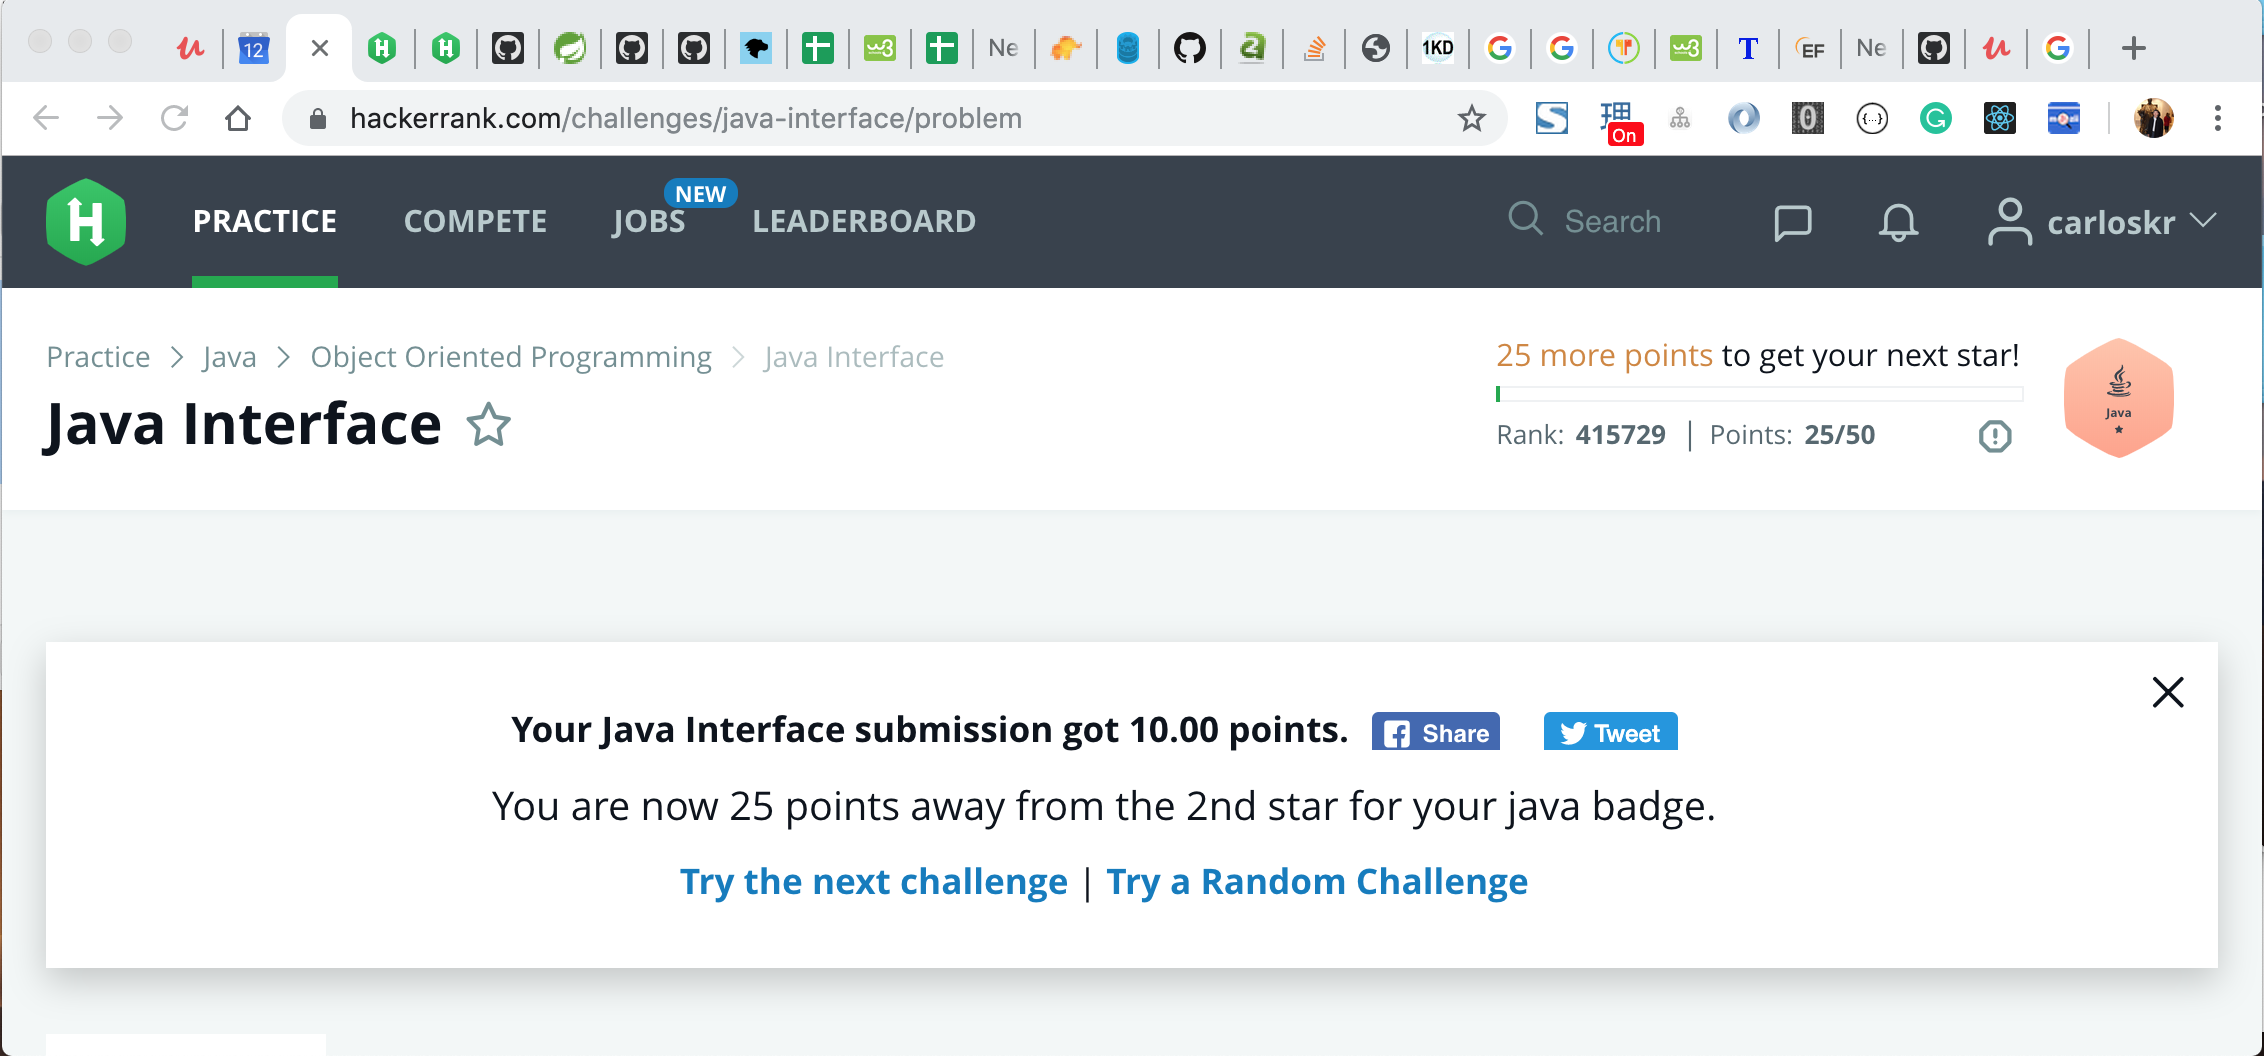 12
Ne
1KD
EF
Ne
hackerrank.com/challenges/java-interface/problem
理
On
PRACTICE
COMPETE
JOBS
NEW
LEADERBOARD
Search
carloskr
Practice > Java > Object Oriented Programming > Java Interface
Java Interface
25 more points to get your next star!
Rank: 415729 | Points: 25/50
Java
Your Java Interface submission got 10.00 points.
Share
Tweet
You are now 25 points away from the 2nd star for your java badge.
Try the next challenge | Try a Random Challenge